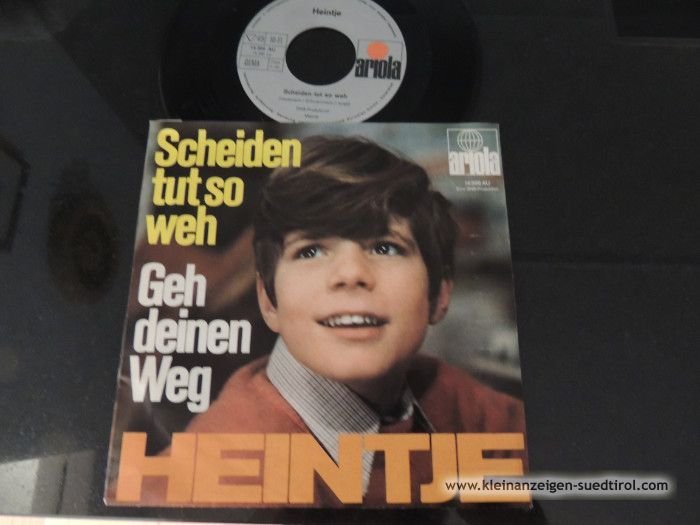 Heintje
GEMA
ariola
Scheiden tut so weh
Scheiden
tut so
weh
ariola
Geh
deinen
Weg
HEINTJE
www.kleinanzeigen-suedtirol.com